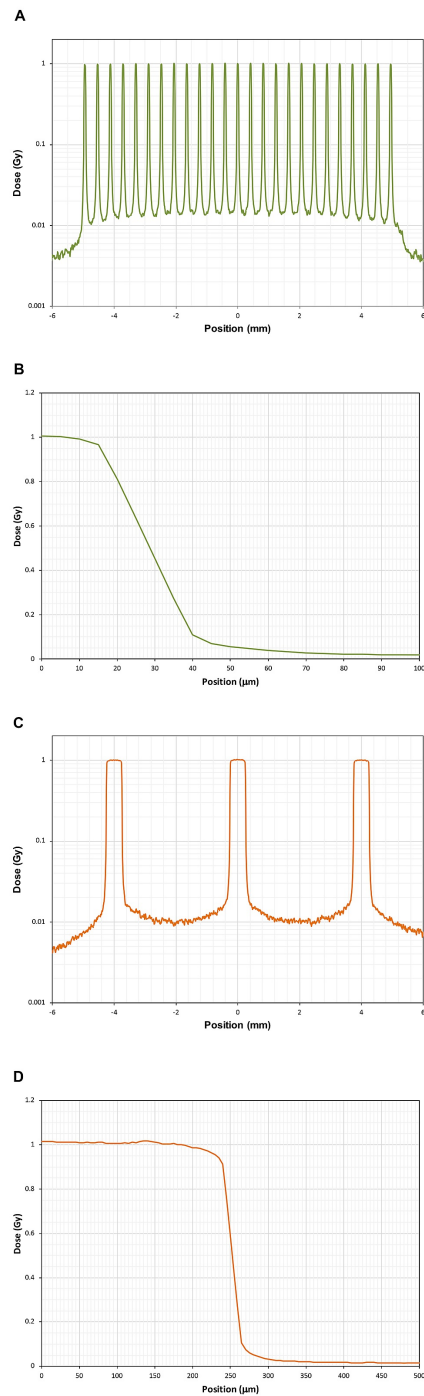 A
Dose (Gy)
1
0.1
0.01
0.001
-6 -4 -2 0 2 4 6
Position (mm)
B
Dose (Gy)
1.2
1
0.8
0.6
0.4
0.2
0
0 10 20 30 40 50 60 70 80 90 100
Position (µm)
C
Dose (Gy)
1
0.1
0.01
0.001
-6 -4 -2 0 2 4 6
Position (mm)
D
Dose (Gy)
1.2
1
0.8
0.6
0.4
0.2
0
0 50 100 150 200 250 300 350 400 450 500
Position (µm)